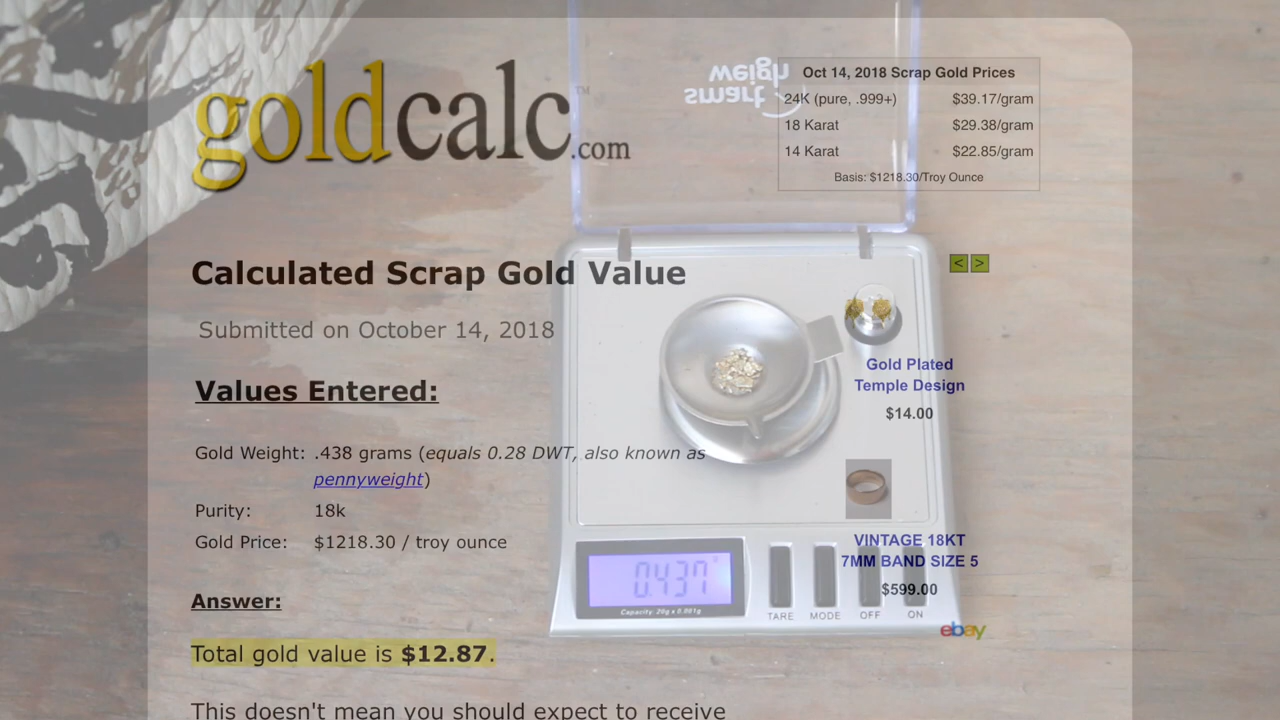 weigh
smart
goldcalc.com
™
Oct 14, 2018 Scrap Gold Prices
24K (pure, .999+) $39.17/gram
18 Karat $29.38/gram
14 Karat $22.85/gram
Basis: $1218.30/Troy Ounce
Calculated Scrap Gold Value
< >
Submitted on October 14, 2018
Values Entered:
Gold Plated
Temple Design
$14.00
Gold Weight: .438 grams (equals 0.28 DWT, also known as
pennyweight)
Purity: 18k
Gold Price: $1218.30 / troy ounce
VINTAGE 18KT
7MM BAND SIZE 5
$599.00
0.437
Capacity: 20g x 0.001g
TARE MODE OFF ON
ebay
Answer:
Total gold value is $12.87.
This doesn't mean you should expect to receive